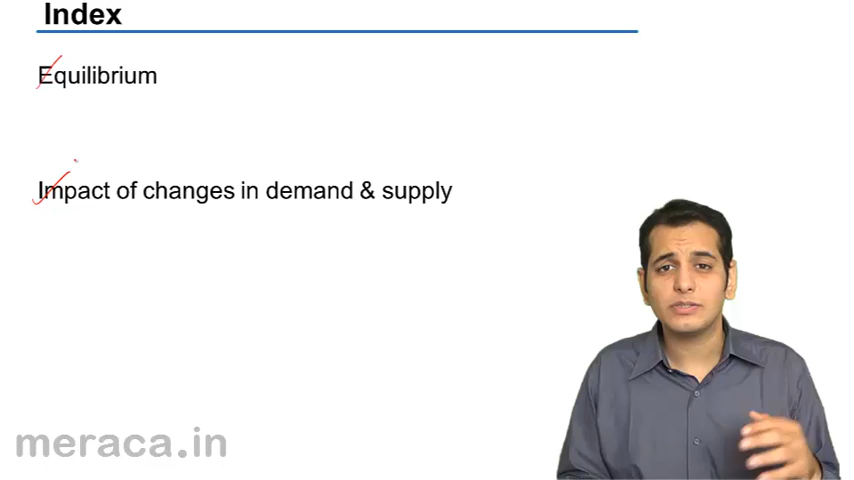 Index
Equilibrium
Impact of changes in demand & supply
meraca.in